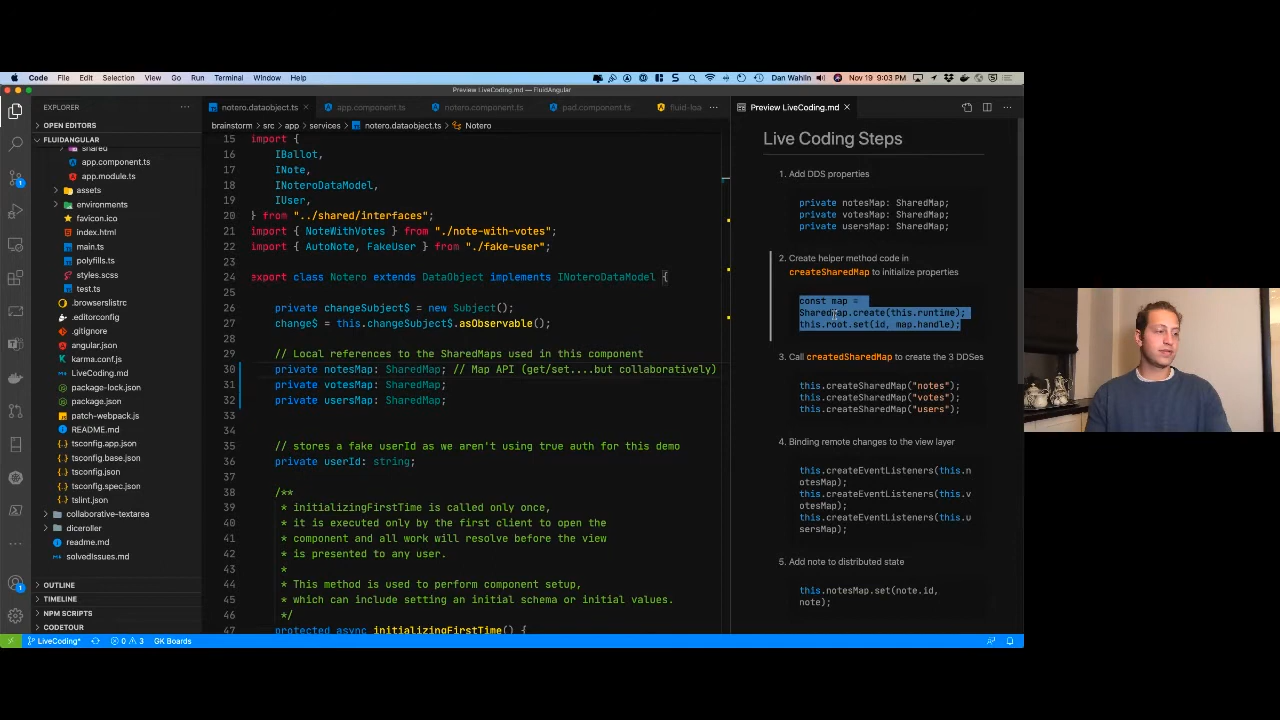 Code File Edit Selection View Go Run Terminal Window Help Dan Wahlin Nov 19 9:03 PM
notero.dataobject.ts — FluidAngular
EXPLORER
OPEN EDITORS
FLUIDANGULAR
shared
app.component.ts
app.module.ts
assets
environments
favicon.ico
index.html
main.ts
polyfills.ts
styles.scss
test.ts
.browserslistrc
.editorconfig
.gitignore
angular.json
karma.conf.js
LiveCoding.md
package-lock.json
package.json
patch-webpack.js
README.md
tsconfig.app.json
tsconfig.base.json
tsconfig.json
tsconfig.spec.json
tslint.json
collaborative-textarea
diceroller
readme.md
solvedIssues.md
OUTLINE
TIMELINE
NPM SCRIPTS
CODETOUR
notero.dataobject.ts app.component.ts notero.component.ts pad.component.ts fluid-loa
brainstorm > src > app > services > notero.dataobject.ts > Notero
15 import {
16 IBallot,
17 INote,
18 INoteroDataModel,
19 IUser,
20 } from "../shared/interfaces";
21 import { NoteWithVotes } from "./note-with-votes";
22 import { AutoNote, FakeUser } from "./fake-user";
23
24 export class Notero extends DataObject implements INoteroDataModel {
25
26 private changeSubject$ = new Subject();
27 change$ = this.changeSubject$.asObservable();
28
29 // Local references to the SharedMaps used in this component
30 private notesMap: SharedMap; // Map API (get/set....but collaboratively)
31 private votesMap: SharedMap;
32 private usersMap: SharedMap;
33
34
35 // stores a fake userId as we aren't using true auth for this demo
36 private userId: string;
37
38 /**
39 * initializingFirstTime is called only once,
40 * it is executed only by the first client to open the
41 * component and all work will resolve before the view
42 * is presented to any user.
43 *
44 * This method is used to perform component setup,
45 * which can include setting an initial schema or initial values.
46 */
47 protected async initializingFirstTime() {
Preview LiveCoding.md
Live Coding Steps
1. Add DDS properties
private notesMap: SharedMap;
private votesMap: SharedMap;
private usersMap: SharedMap;
2. Create helper method code in
createSharedMap to initialize properties
const map =
SharedMap.create(this.runtime);
this.root.set(id, map.handle);
3. Call createdSharedMap to create the 3 DDSes
this.createSharedMap("notes");
this.createSharedMap("votes");
this.createSharedMap("users");
4. Binding remote changes to the view layer
this.createEventListeners(this.n
otesMap);
this.createEventListeners(this.v
otesMap);
this.createEventListeners(this.u
sersMap);
5. Add note to distributed state
this.notesMap.set(note.id,
note);
LiveCoding* 0 3 GK Boards